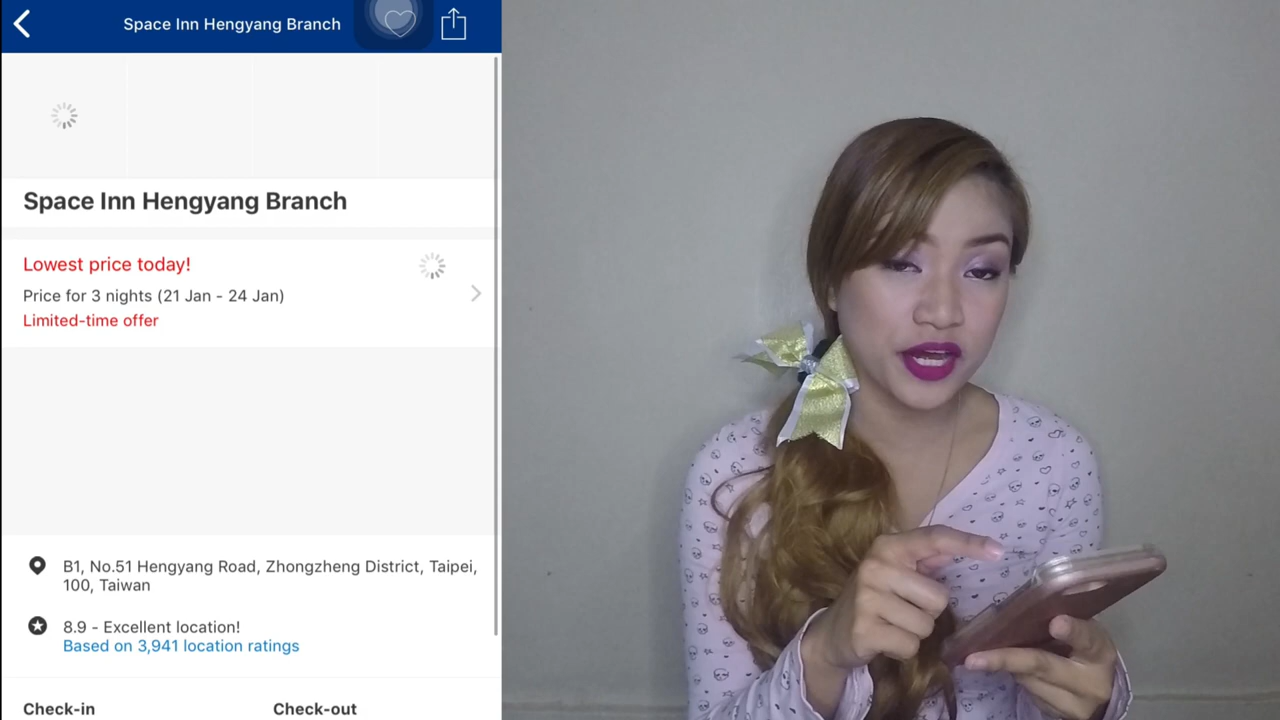 Space Inn Hengyang Branch
Space Inn Hengyang Branch
Lowest price today!
Price for 3 nights (21 Jan - 24 Jan)
Limited-time offer
B1, No.51 Hengyang Road, Zhongzheng District, Taipei,
100, Taiwan
8.9 - Excellent location!
Based on 3,941 location ratings
Check-in
Check-out